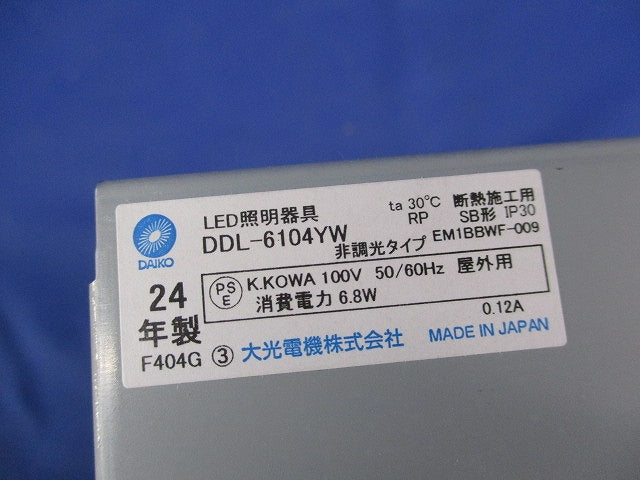 LED照明器具
DDL-6104YW
非調光タイプ
ta 30℃
RP
断熱施工用
SB形 IP30
EM1BBWF-009
DAIKO
24
年製
F404G
PS
E
K.KOWA 100V 50/60Hz 屋外用
消費電力 6.8W
0.12A
③ 大光電機株式会社
MADE IN JAPAN